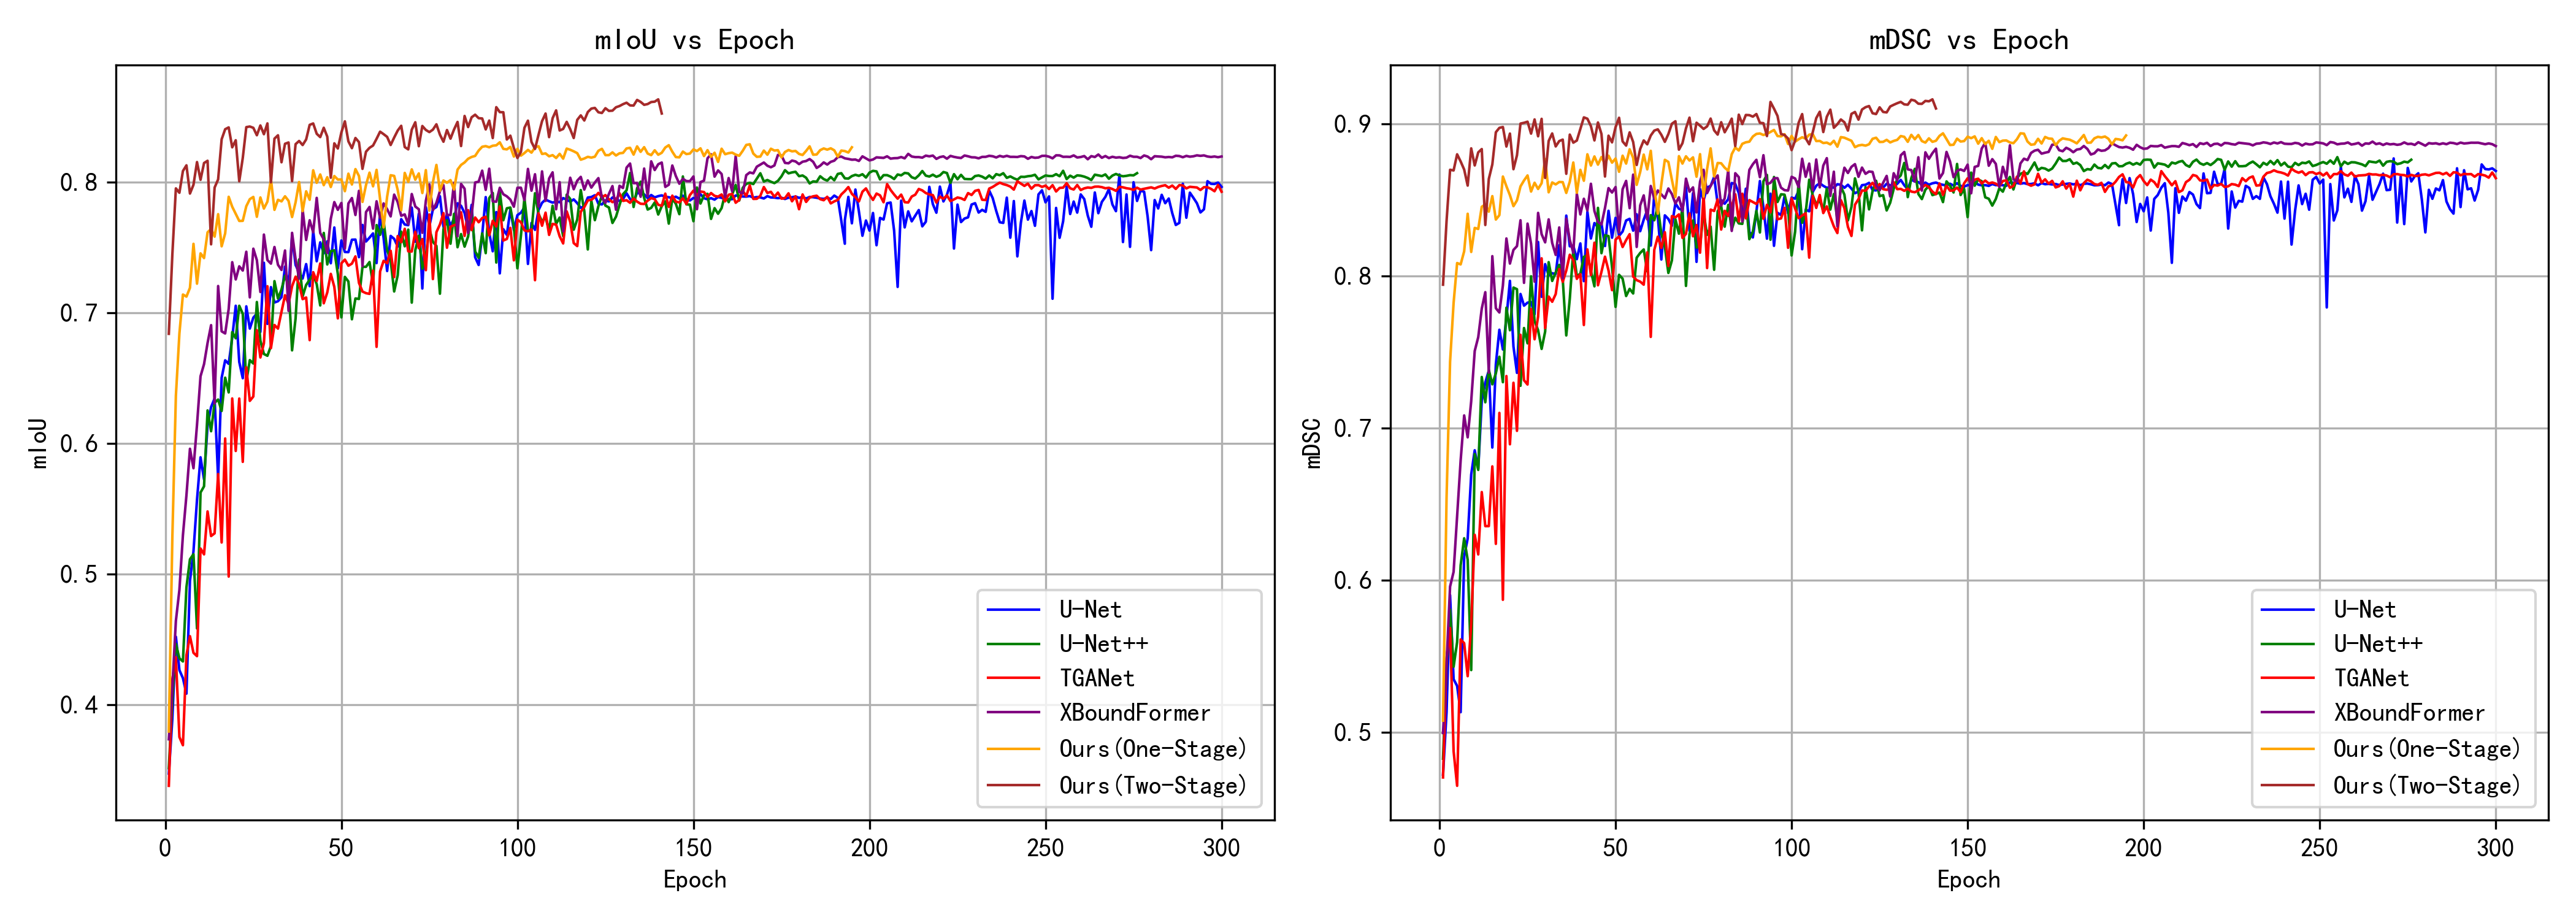 mIoU vs Epoch
mIoU
0.8
0.7
0.6
0.5
0.4
0 50 100 150 200 250 300
Epoch
U-Net
U-Net++
TGANet
XBoundFormer
Ours(One-Stage)
Ours(Two-Stage)
mDSC vs Epoch
mDSC
0.9
0.8
0.7
0.6
0.5
0 50 100 150 200 250 300
Epoch
U-Net
U-Net++
TGANet
XBoundFormer
Ours(One-Stage)
Ours(Two-Stage)